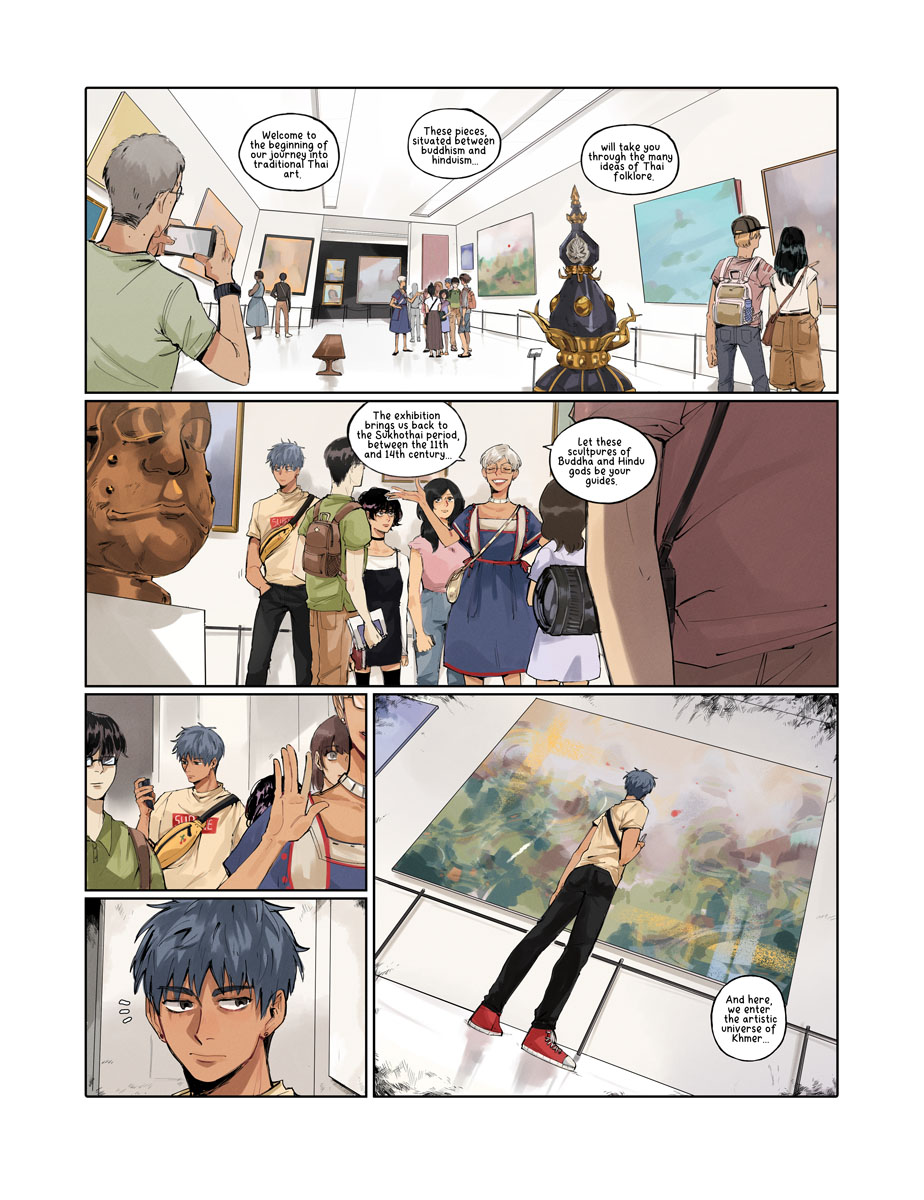 Welcome to
the beginning of
our journey into
traditional Thai
art.
These pieces,
situated between
buddhism and
hinduism...
will take you
through the many
ideas of Thai
folklore.
The exhibition
brings us back to
the Sukhothai period,
between the 11th
and 14th century...
Let these
scultpures of
Buddha and Hindu
gods be your
guides.
And here,
we enter
the artistic
universe of
Khmer...